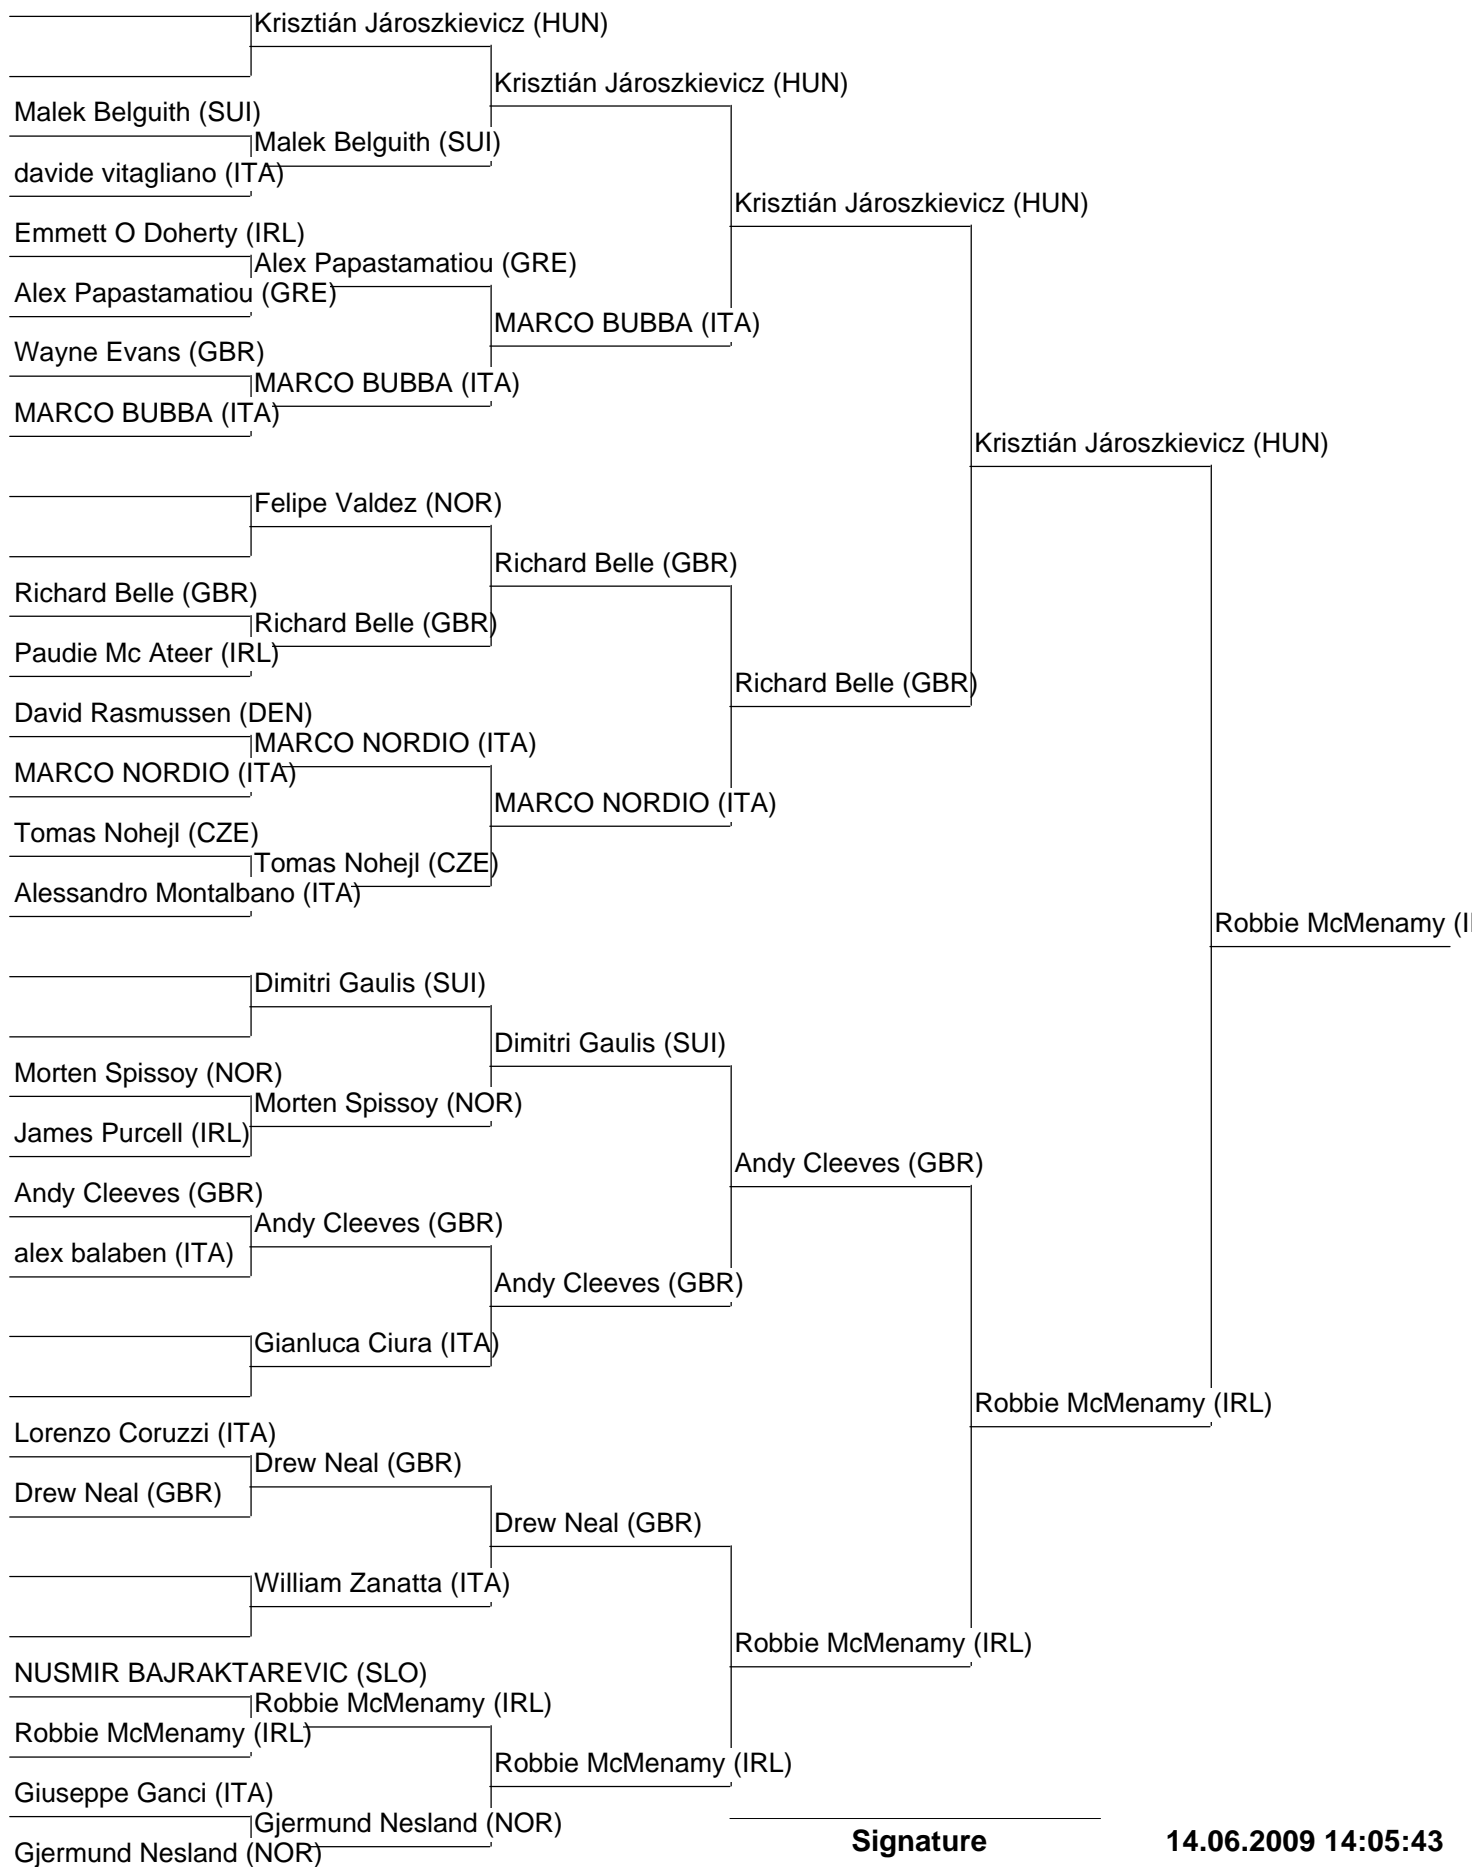 Krisztián Jároszkievicz (HUN)
Krisztián Jároszkievicz (HUN)
Malek Belguith (SUI)
Malek Belguith (SUI)
davide vitagliano (ITA)
Krisztián Jároszkievicz (HUN)
Emmett O Doherty (IRL)
Alex Papastamatiou (GRE)
Alex Papastamatiou (GRE)
MARCO BUBBA (ITA)
Wayne Evans (GBR)
MARCO BUBBA (ITA)
MARCO BUBBA (ITA)
Krisztián Jároszkievicz (HUN)
Felipe Valdez (NOR)
Richard Belle (GBR)
Richard Belle (GBR)
Richard Belle (GBR)
Paudie Mc Ateer (IRL)
Richard Belle (GBR)
David Rasmussen (DEN)
MARCO NORDIO (ITA)
MARCO NORDIO (ITA)
MARCO NORDIO (ITA)
Tomas Nohejl (CZE)
Tomas Nohejl (CZE)
Alessandro Montalbano (ITA)
Robbie McMenamy (I
Dimitri Gaulis (SUI)
Dimitri Gaulis (SUI)
Morten Spissoy (NOR)
Morten Spissoy (NOR)
James Purcell (IRL)
Andy Cleeves (GBR)
Andy Cleeves (GBR)
Andy Cleeves (GBR)
alex balaben (ITA)
Andy Cleeves (GBR)
Gianluca Ciura (ITA)
Robbie McMenamy (IRL)
Lorenzo Coruzzi (ITA)
Drew Neal (GBR)
Drew Neal (GBR)
Drew Neal (GBR)
William Zanatta (ITA)
Robbie McMenamy (IRL)
NUSMIR BAJRAKTAREVIC (SLO)
Robbie McMenamy (IRL)
Robbie McMenamy (IRL)
Robbie McMenamy (IRL)
Giuseppe Ganci (ITA)
Gjermund Nesland (NOR)
Gjermund Nesland (NOR)
Signature 14.06.2009 14:05:43